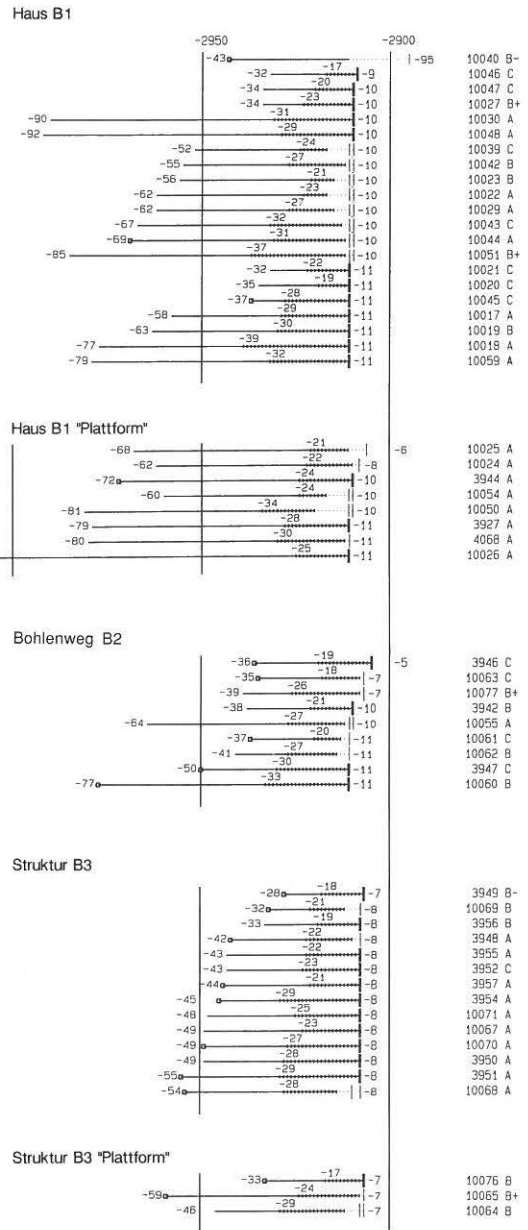 Haus B1
-2950 -2900
-43 -95 10040 B-
-32 -17 -9 10046 C
-34 -20 -10 10047 C
-34 -23 -10 10027 B+
-90 -31 -10 10030 A
-92 -29 -10 10048 A
-52 -24 -10 10039 C
-55 -27 -10 10042 B
-56 -21 -10 10023 B
-62 -23 -10 10022 A
-62 -27 -10 10029 A
-67 -32 -10 10043 C
-69 -31 -10 10044 A
-85 -37 -10 10051 B+
-32 -22 -11 10021 C
-35 -19 -11 10020 C
-37 -28 -11 10045 C
-58 -29 -11 10017 A
-63 -30 -11 10019 B
-77 -39 -11 10018 A
-79 -32 -11 10059 A
Haus B1 "Plattform"
-68 -21 -6 10025 A
-62 -22 -8 10024 A
-72 -24 -10 3944 A
-60 -24 -10 10054 A
-81 -34 -10 10050 A
-79 -28 -11 3927 A
-80 -30 -11 4068 A
-25 -11 10026 A
Bohlenweg B2
-36 -19 -5 3946 C
-35 -18 -7 10063 C
-39 -26 -7 10077 B+
-38 -21 -10 3942 B
-64 -27 -10 10055 A
-37 -20 -11 10061 C
-41 -27 -11 10062 B
-50 -30 -11 3947 C
-77 -33 -11 10060 B
Struktur B3
-28 -18 -7 3949 B-
-32 -21 -8 10069 B
-33 -19 -8 3956 B
-42 -22 -8 3948 A
-43 -22 -8 3955 A
-43 -23 -8 3952 C
-44 -21 -8 3957 A
-45 -29 -8 3954 A
-48 -25 -8 10071 A
-49 -23 -8 10067 A
-49 -27 -8 10070 A
-49 -28 -8 3950 A
-55 -29 -8 3951 A
-54 -28 -8 10068 A
Struktur B3 "Plattform"
-33 -17 -7 10076 B
-59 -24 -7 10065 B+
-46 -29 -7 10064 B